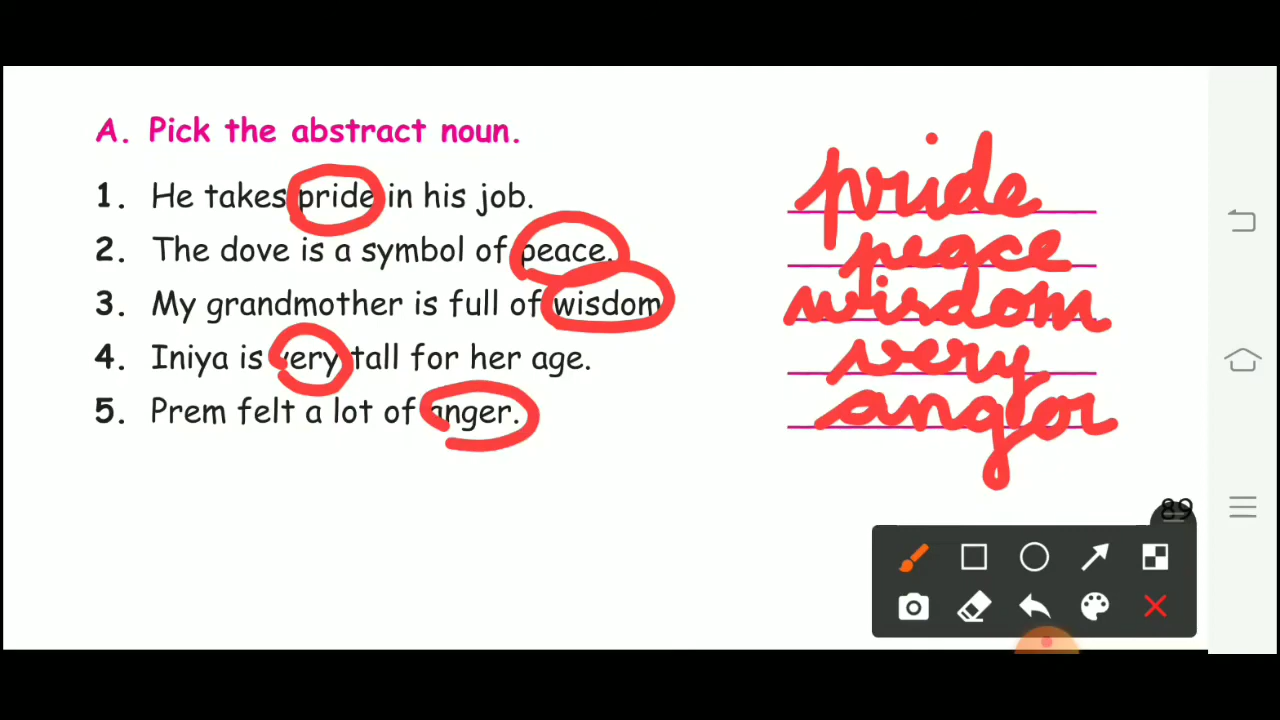 A. Pick the abstract noun.
1. He takes pride in his job. pride
2. The dove is a symbol of peace. peace
3. My grandmother is full of wisdom wisdom
4. Iniya is very tall for her age. very
5. Prem felt a lot of anger. anger
89